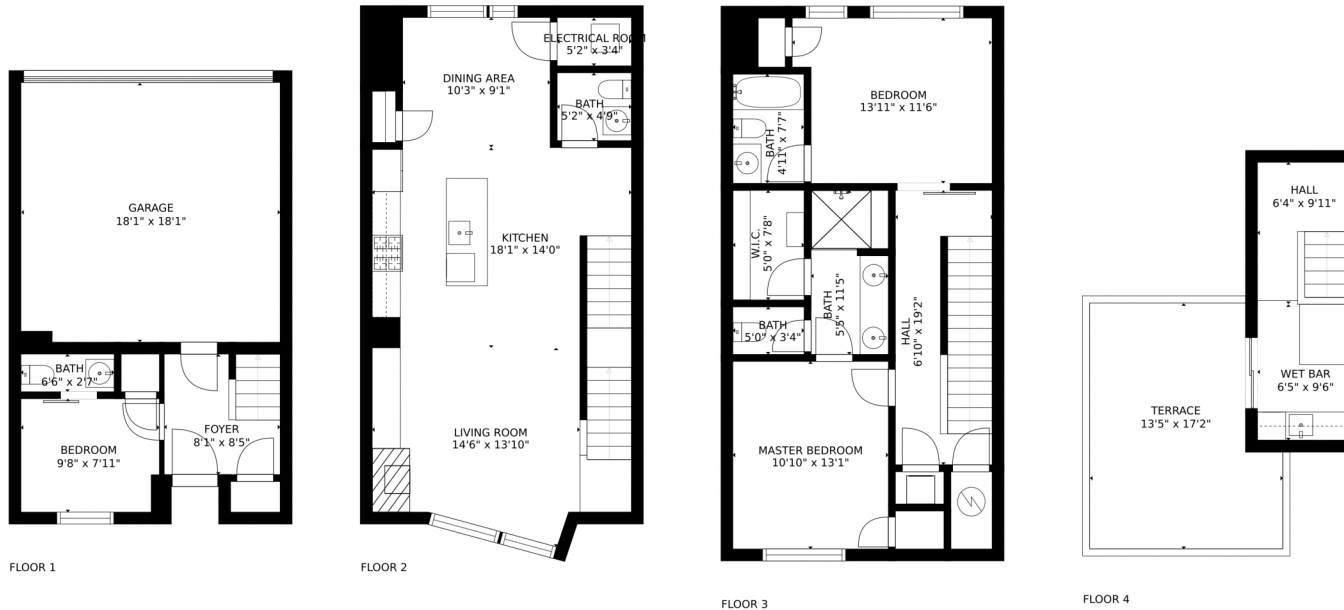 GARAGE
18'1" x 18'1"
BATH
6'6" x 2'7"
BEDROOM
9'8" x 7'11"
FOYER
8'1" x 8'5"
FLOOR 1
ELECTRICAL ROOM
5'2" x 3'4"
DINING AREA
10'3" x 9'1"
BATH
5'2" x 4'9"
KITCHEN
18'1" x 14'0"
LIVING ROOM
14'6" x 13'10"
FLOOR 2
BEDROOM
13'11" x 11'6"
BATH
4'11" x 7'7"
W.I.C.
5'0" x 7'8"
BATH
5'5" x 11'5"
BATH
5'0" x 3'4"
HALL
6'10" x 19'2"
MASTER BEDROOM
10'10" x 13'1"
FLOOR 3
HALL
6'4" x 9'11"
WET BAR
6'5" x 9'6"
TERRACE
13'5" x 17'2"
FLOOR 4